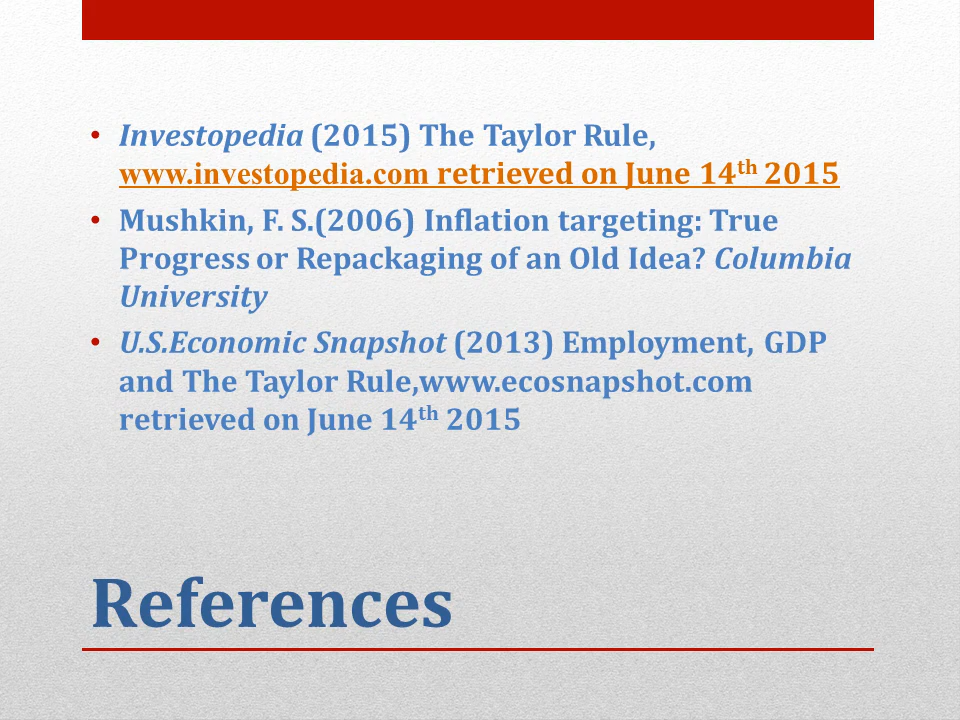 • Investopedia (2015) The Taylor Rule,
www.investopedia.com retrieved on June 14th 2015
• Mushkin, F. S.(2006) Inflation targeting: True
Progress or Repackaging of an Old Idea? Columbia
University
• U.S.Economic Snapshot (2013) Employment, GDP
and The Taylor Rule,www.ecosnapshot.com
retrieved on June 14th 2015
References